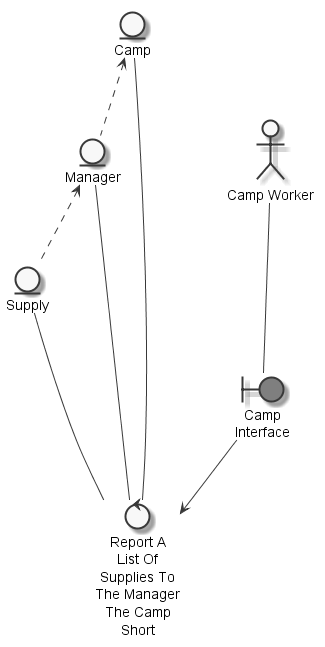 Camp
Manager
Camp Worker
Supply
Camp
Interface
Report A
List Of
Supplies To
The Manager
The Camp
Short